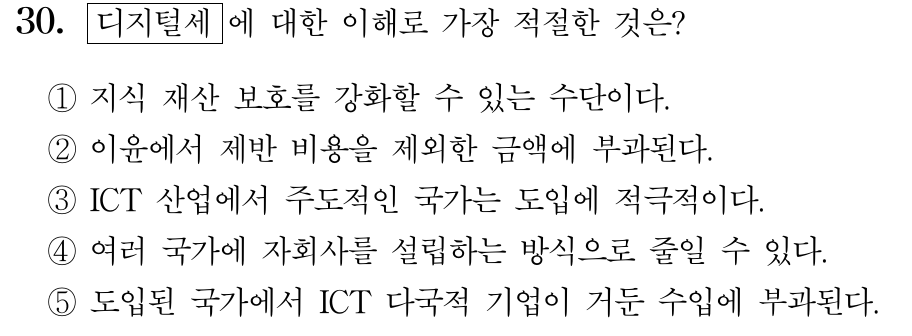 30. 디지털세 에 대한 이해로 가장 적절한 것은?
① 지식 재산 보호를 강화할 수 있는 수단이다.
② 이윤에서 제반 비용을 제외한 금액에 부과된다.
③ ICT 산업에서 주도적인 국가는 도입에 적극적이다.
④ 여러 국가에 자회사를 설립하는 방식으로 줄일 수 있다.
⑤ 도입된 국가에서 ICT 다국적 기업이 거둔 수입에 부과된다.